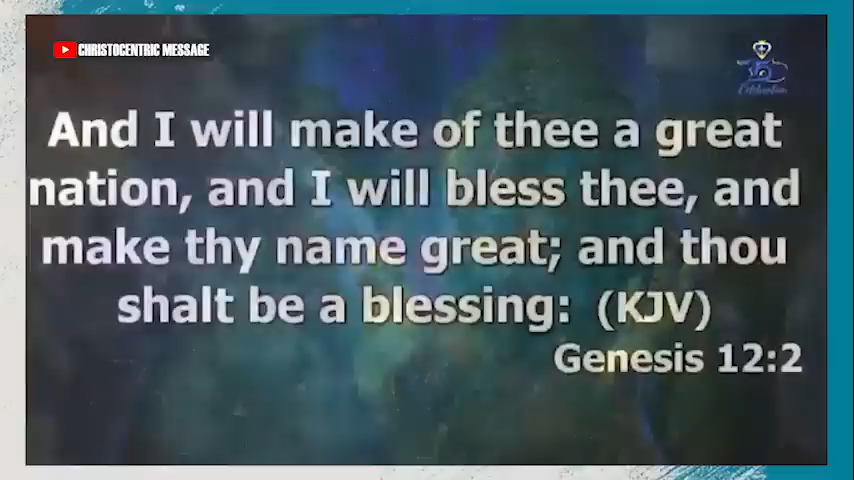 CHRISTOCENTRIC MESSAGE
And I will make of thee a great
nation, and I will bless thee, and
make thy name great; and thou
shalt be a blessing: (KJV)
Genesis 12:2